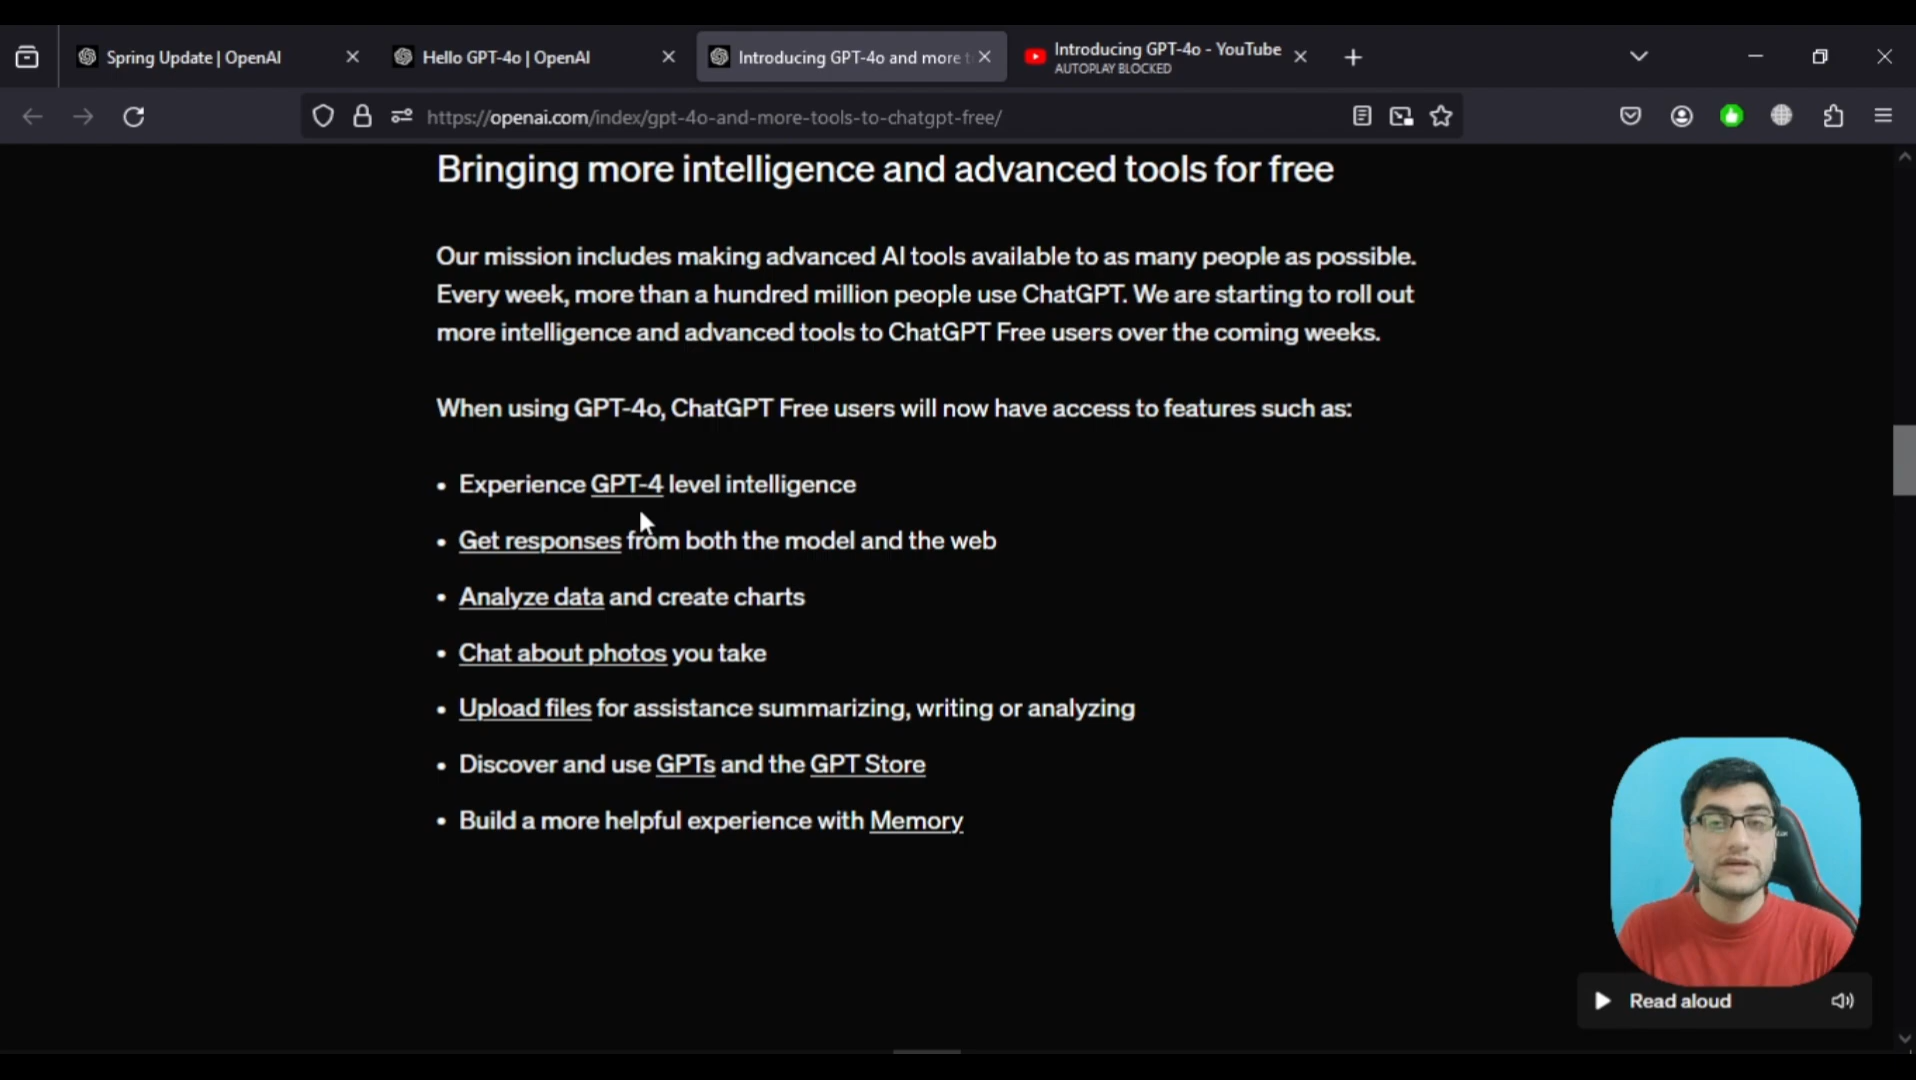 Spring Update | OpenAI
Hello GPT-4o | OpenAI
Introducing GPT-4o and more t
Introducing GPT-4o - YouTube
AUTOPLAY BLOCKED
https://openai.com/index/gpt-4o-and-more-tools-to-chatgpt-free/
Bringing more intelligence and advanced tools for free
Our mission includes making advanced AI tools available to as many people as possible.
Every week, more than a hundred million people use ChatGPT. We are starting to roll out
more intelligence and advanced tools to ChatGPT Free users over the coming weeks.
When using GPT-4o, ChatGPT Free users will now have access to features such as:
• Experience GPT-4 level intelligence
• Get responses from both the model and the web
• Analyze data and create charts
• Chat about photos you take
• Upload files for assistance summarizing, writing or analyzing
• Discover and use GPTs and the GPT Store
• Build a more helpful experience with Memory
Read aloud